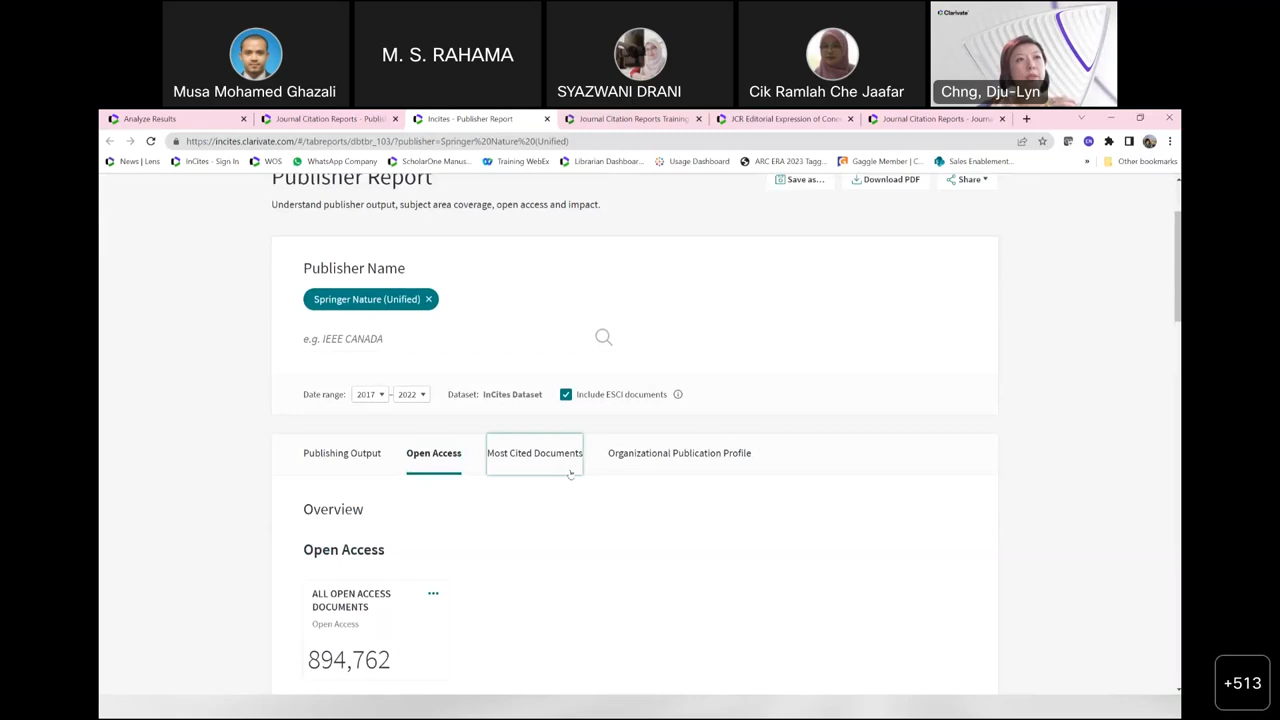 Clarivate
Musa Mohamed Ghazali
M. S. RAHAMA
SYAZWANI DRANI
Cik Ramlah Che Jaafar
Chng, Dju-Lyn
Analyze Results
Journal Citation Reports - Publis
Incites - Publisher Report
Journal Citation Reports Training
JCR Editorial Expression of Conc
Journal Citation Reports - Journa
https://incites.clarivate.com/#/tabreports/dbtbr_103/?publisher=Springer%20Nature%20(Unified)
News | Lens
InCites - Sign In
WOS
WhatsApp Company
ScholarOne Manus...
Training WebEx
Librarian Dashboar...
Usage Dashboard
ARC ERA 2023 Tagg...
Gaggle Member | C...
Sales Enablement...
»
Other bookmarks
Publisher Report
Save as...
Download PDF
Share
Understand publisher output, subject area coverage, open access and impact.
Publisher Name
Springer Nature (Unified) ×
e.g. IEEE CANADA
Date range: 2017 - 2022 Dataset: InCites Dataset Include ESCI documents
Publishing Output
Open Access
Most Cited Documents
Organizational Publication Profile
Overview
Open Access
ALL OPEN ACCESS
DOCUMENTS
Open Access
894,762
+513